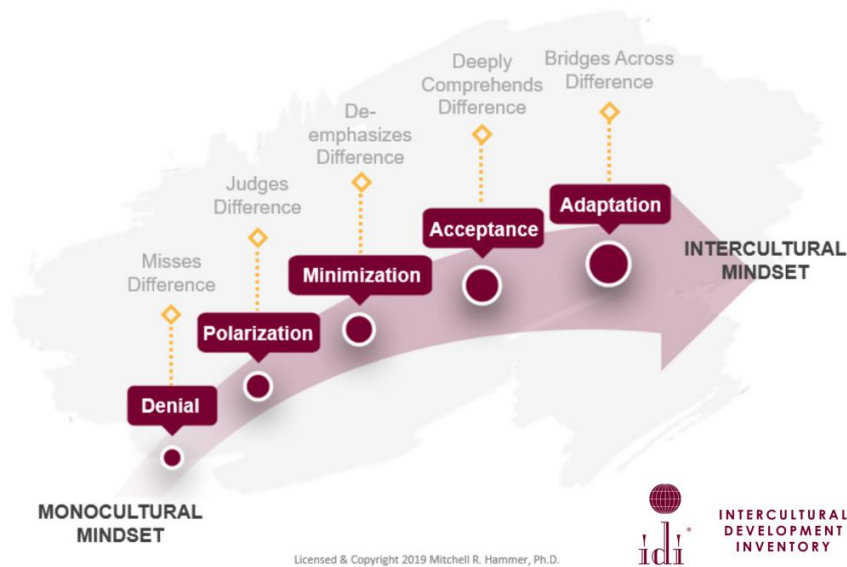 Misses
Difference
Denial
Judges
Difference
Polarization
De-
emphasizes
Difference
Minimization
Deeply
Comprehends
Difference
Acceptance
Bridges Across
Difference
Adaptation
INTERCULTURAL
MINDSET
MONOCULTURAL
MINDSET
Licensed & Copyright 2019 Mitchell R. Hammer, Ph.D.
idi®
INTERCULTURAL
DEVELOPMENT
INVENTORY